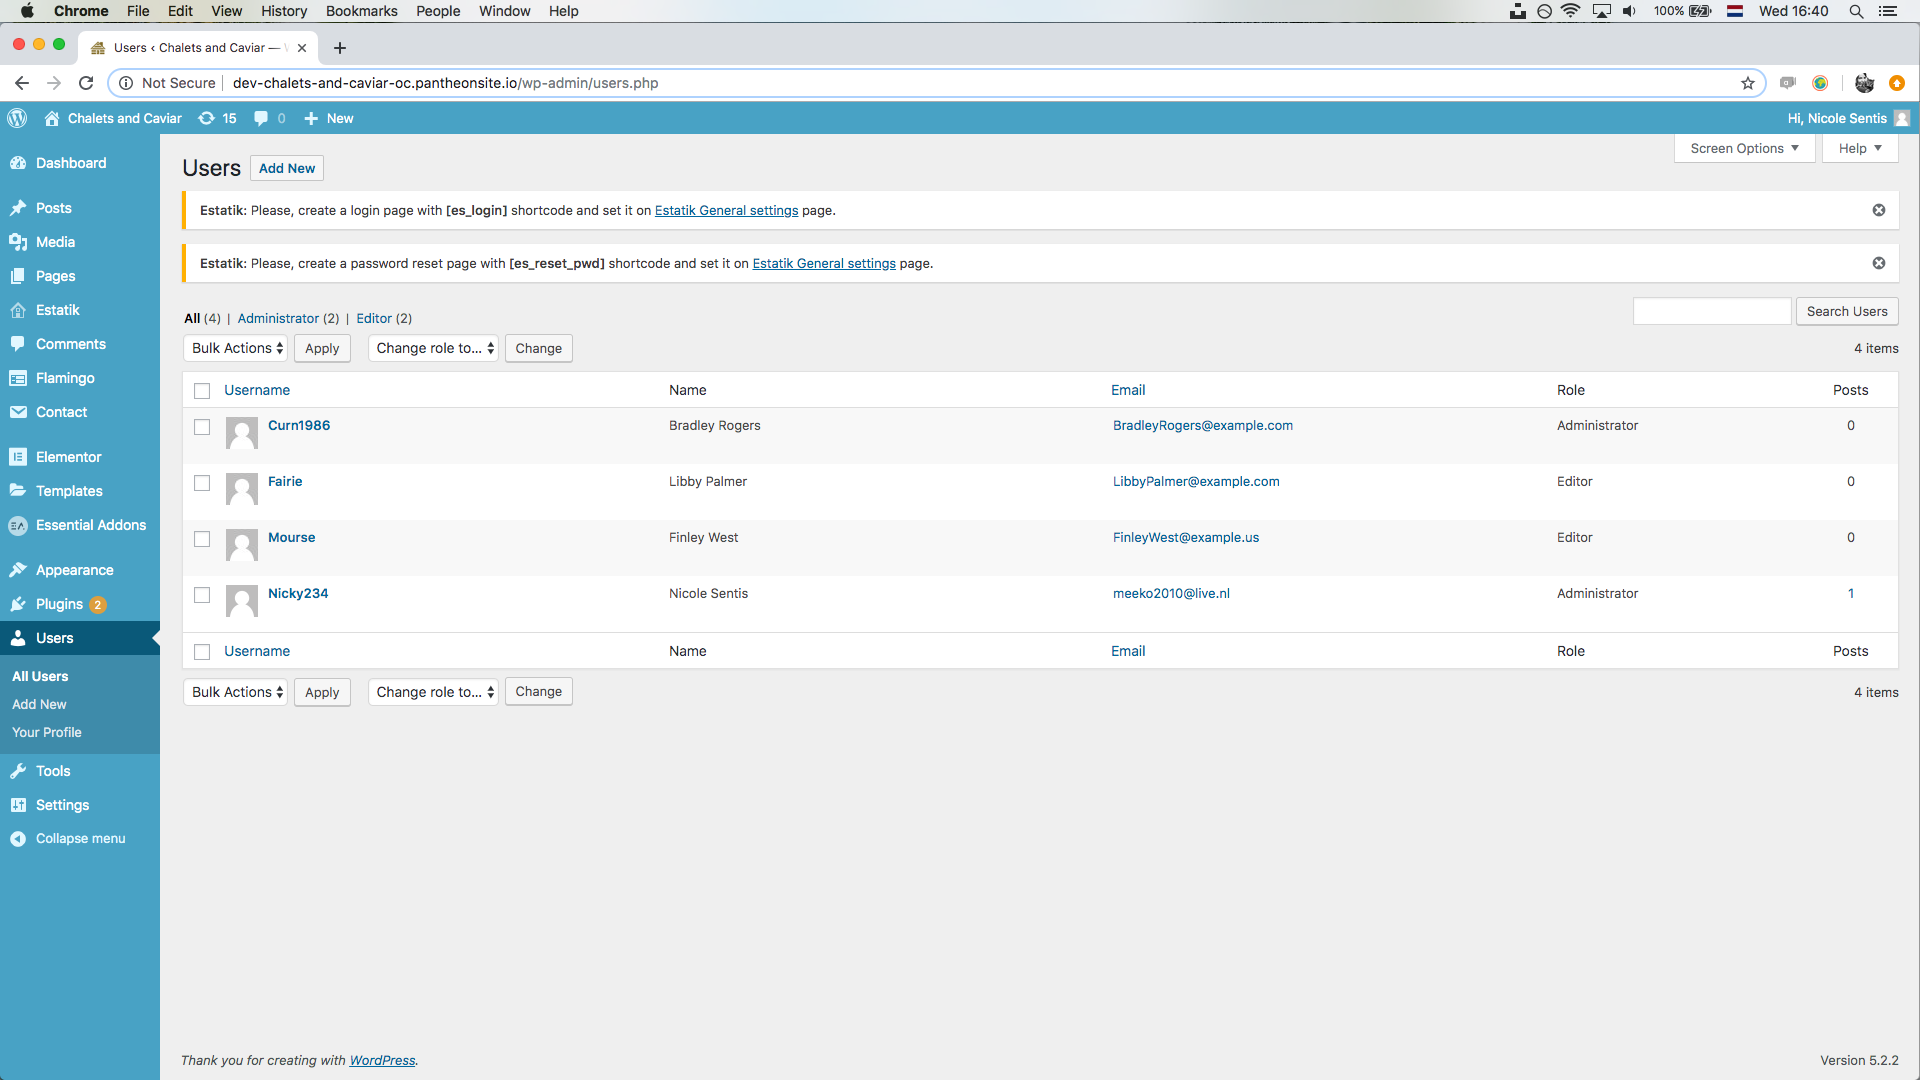 Chrome File Edit View History Bookmarks People Window Help 100% Wed 16:40
Users ‹ Chalets and Caviar —
Not Secure dev-chalets-and-caviar-oc.pantheonsite.io/wp-admin/users.php
Chalets and Caviar 15 0 New Hi, Nicole Sentis
Screen Options Help
Users Add New
Estatik: Please, create a login page with [es_login] shortcode and set it on Estatik General settings page.
Estatik: Please, create a password reset page with [es_reset_pwd] shortcode and set it on Estatik General settings page.
All (4) | Administrator (2) | Editor (2)
Search Users
Bulk Actions Apply Change role to... Change 4 items
Username Name Email Role Posts
Curn1986 Bradley Rogers BradleyRogers@example.com Administrator 0
Fairie Libby Palmer LibbyPalmer@example.com Editor 0
Mourse Finley West FinleyWest@example.us Editor 0
Nicky234 Nicole Sentis meeko2010@live.nl Administrator 1
Username Name Email Role Posts
Bulk Actions Apply Change role to... Change 4 items
Dashboard
Posts
Media
Pages
Estatik
Comments
Flamingo
Contact
Elementor
Templates
EA Essential Addons
Appearance
Plugins 2
Users
All Users
Add New
Your Profile
Tools
Settings
Collapse menu
Thank you for creating with WordPress. Version 5.2.2